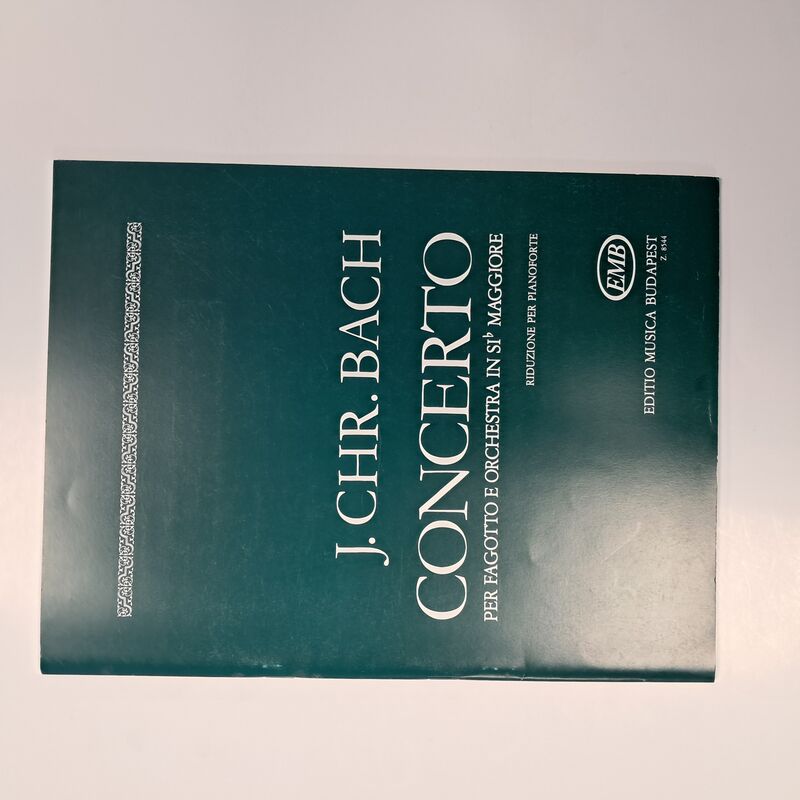 J. CHR. BACH
CONCERTO
PER FAGOTTO E ORCHESTRA IN SI♭ MAGGIORE
RIDUZIONE PER PIANOFORTE
EMB
EDITIO MUSICA BUDAPEST
Z. 8544